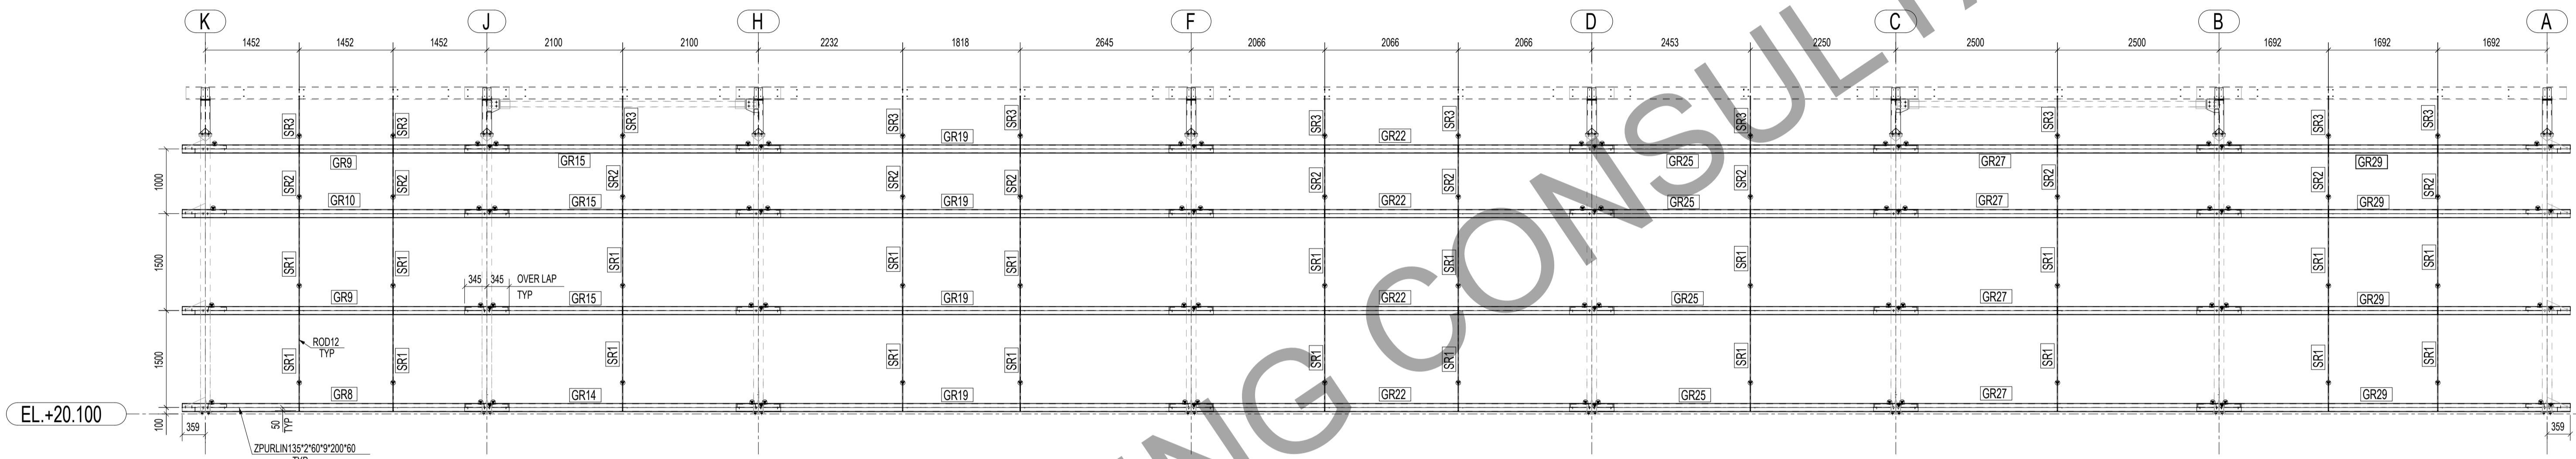 K J H F D C B A
1452 1452 1452 2100 2100 2232 1818 2645 2066 2066 2066 2453 2250 2500 2500 1692 1692 1692
SR3 SR3 SR3 SR3 SR3 SR3 SR3 SR3 SR3 SR3 SR3
GR19 GR22
GR9 GR15 GR25 GR27 GR29
1000
SR2 SR2 SR2 SR2 SR2 SR2 SR2 SR2 SR2 SR2 SR2
GR10 GR15 GR19 GR22 GR25 GR27 GR29
1500
SR1 SR1 SR1 SR1 SR1 SR1 SR1 SR1 SR1 SR1 SR1
345 345 OVER LAP
TYP
GR9 GR15 GR19 GR22 GR25 GR27 GR29
1500
ROD12
TYP
SR1 SR1 SR1 SR1 SR1 SR1 SR1 SR1 SR1 SR1 SR1
GR8 GR14 GR19 GR22 GR25 GR27 GR29
EL.+20.100
100
359
50
TYP
359
ZPURLIN135*2*60*9*200*60
TYP
NG CONSULTA